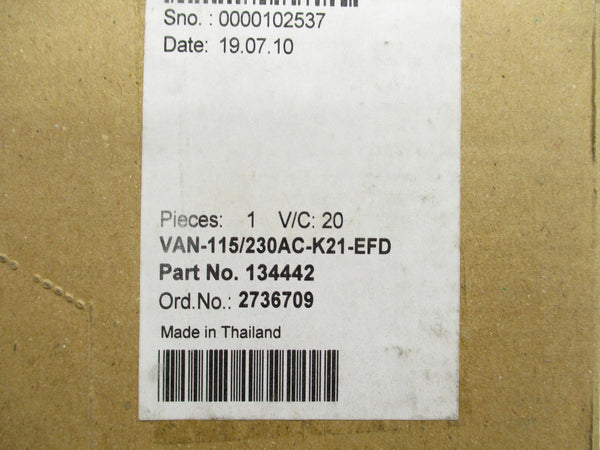 Sno. : 0000102537
Date: 19.07.10
Pieces: 1 V/C: 20
VAN-115/230AC-K21-EFD
Part No. 134442
Ord.No.: 2736709
Made in Thailand